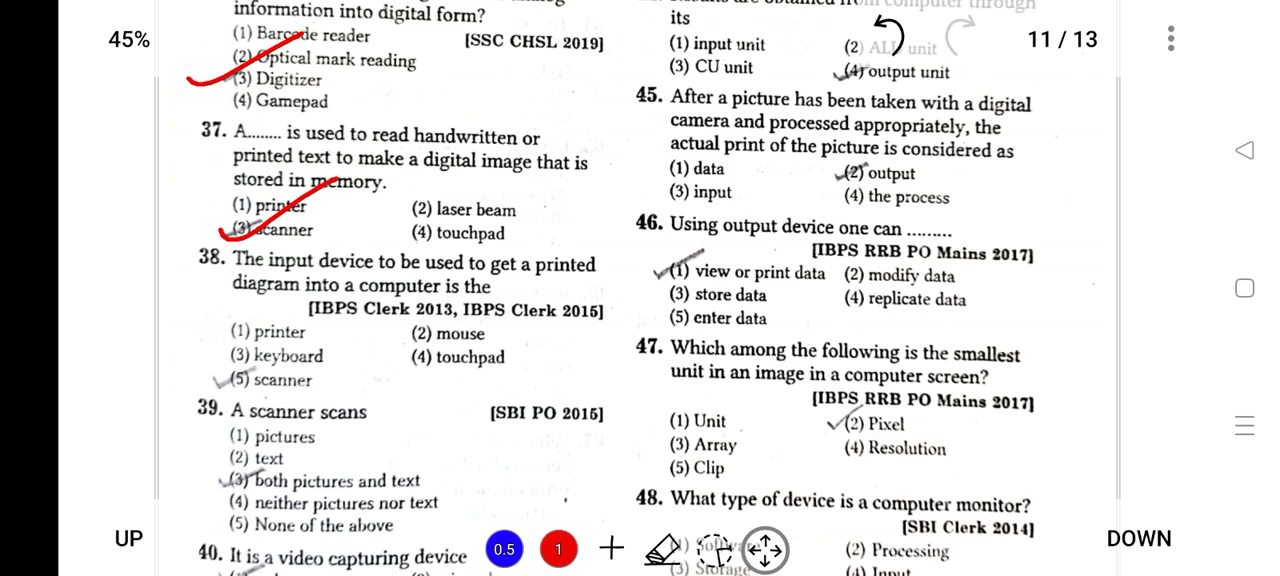 45%
11 / 13
UP
DOWN
0.5
1
information into digital form?
(1) Barcode reader
[SSC CHSL 2019]
(2) Optical mark reading
(3) Digitizer
(4) Gamepad
37. A........ is used to read handwritten or
printed text to make a digital image that is
stored in memory.
(1) printer (2) laser beam
(3) scanner (4) touchpad
38. The input device to be used to get a printed
diagram into a computer is the
[IBPS Clerk 2013, IBPS Clerk 2015]
(1) printer (2) mouse
(3) keyboard (4) touchpad
(5) scanner
39. A scanner scans [SBI PO 2015]
(1) pictures
(2) text
(3) both pictures and text
(4) neither pictures nor text
(5) None of the above
40. It is a video capturing device
computer through
its
(1) input unit (2) ALU unit
(3) CU unit (4) output unit
45. After a picture has been taken with a digital
camera and processed appropriately, the
actual print of the picture is considered as
(1) data (2) output
(3) input (4) the process
46. Using output device one can .........
[IBPS RRB PO Mains 2017]
(1) view or print data (2) modify data
(3) store data (4) replicate data
(5) enter data
47. Which among the following is the smallest
unit in an image in a computer screen?
[IBPS RRB PO Mains 2017]
(1) Unit (2) Pixel
(3) Array (4) Resolution
(5) Clip
48. What type of device is a computer monitor?
[SBI Clerk 2014]
(2) Processing
(3) Storage (4) Input